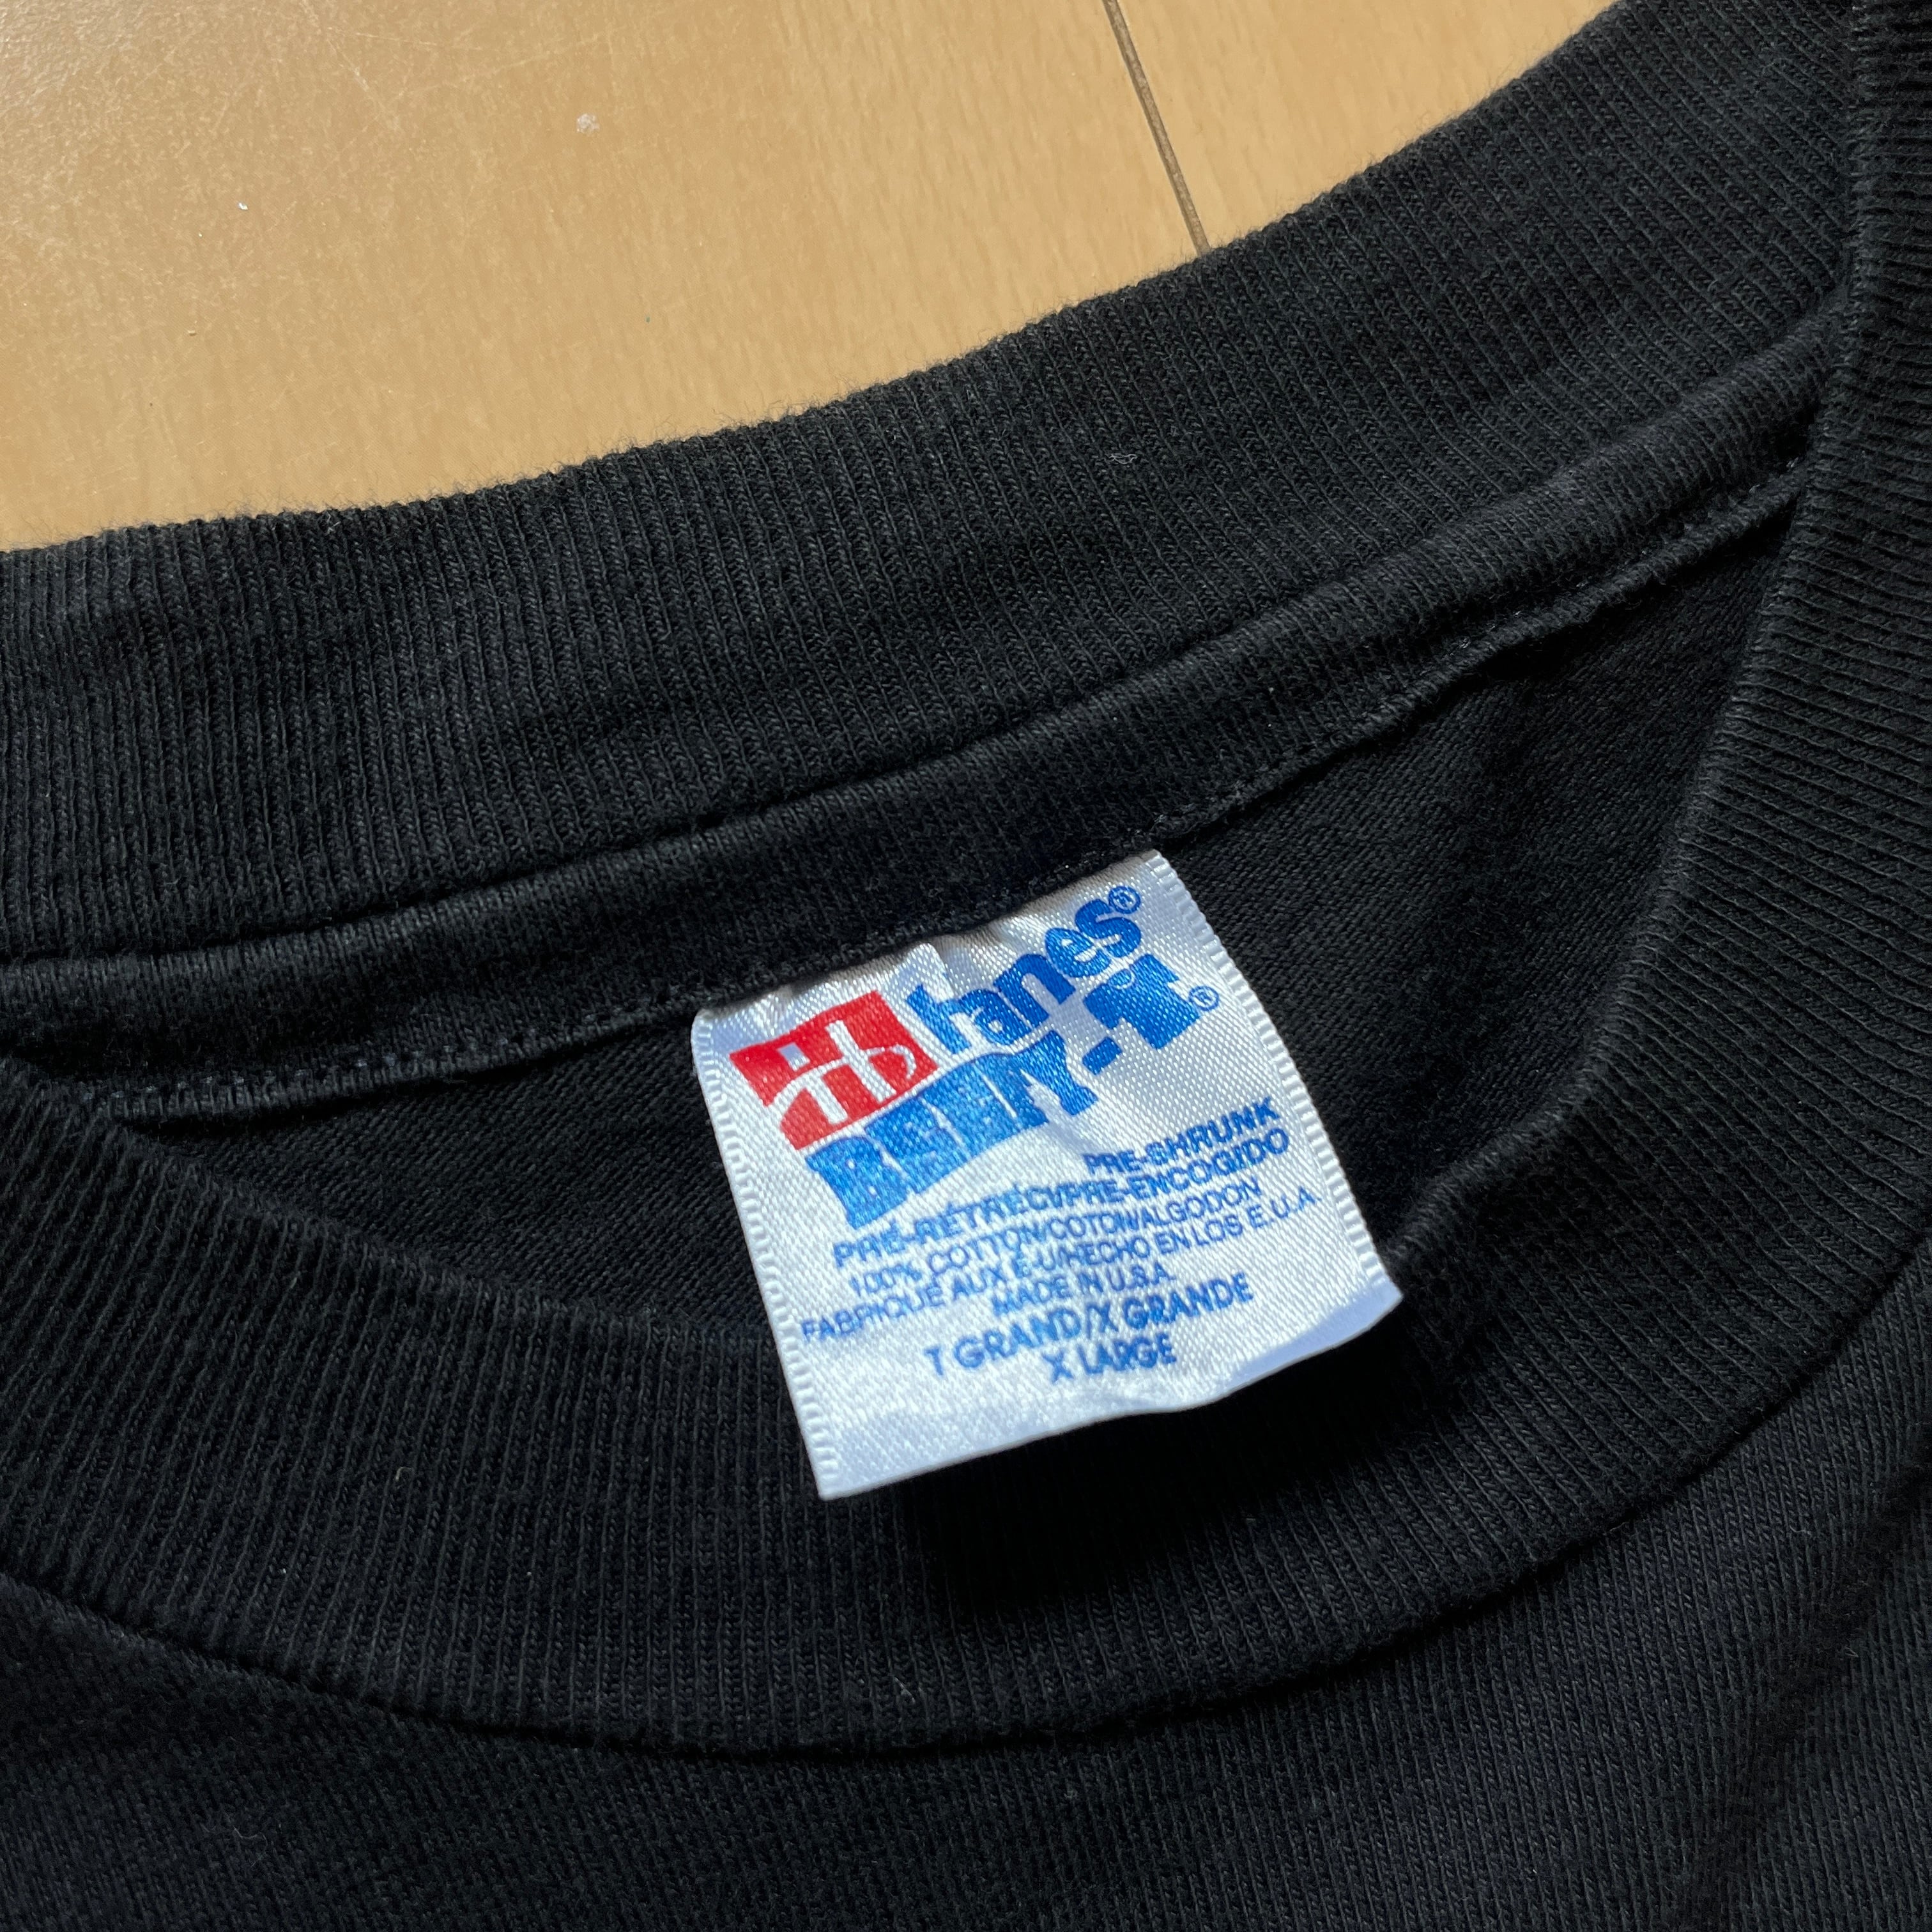 Hanes®
BEEFY-T®
PRE-SHRUNK
PRÉ-RÉTRÉCI/PRE-ENCOGIDO
100% COTTON/COTON/ALGODON
FABRIQUÉ AUX É-U/HECHO EN LOS E.U.A
MADE IN U.S.A.
T GRAND/X GRANDE
X LARGE